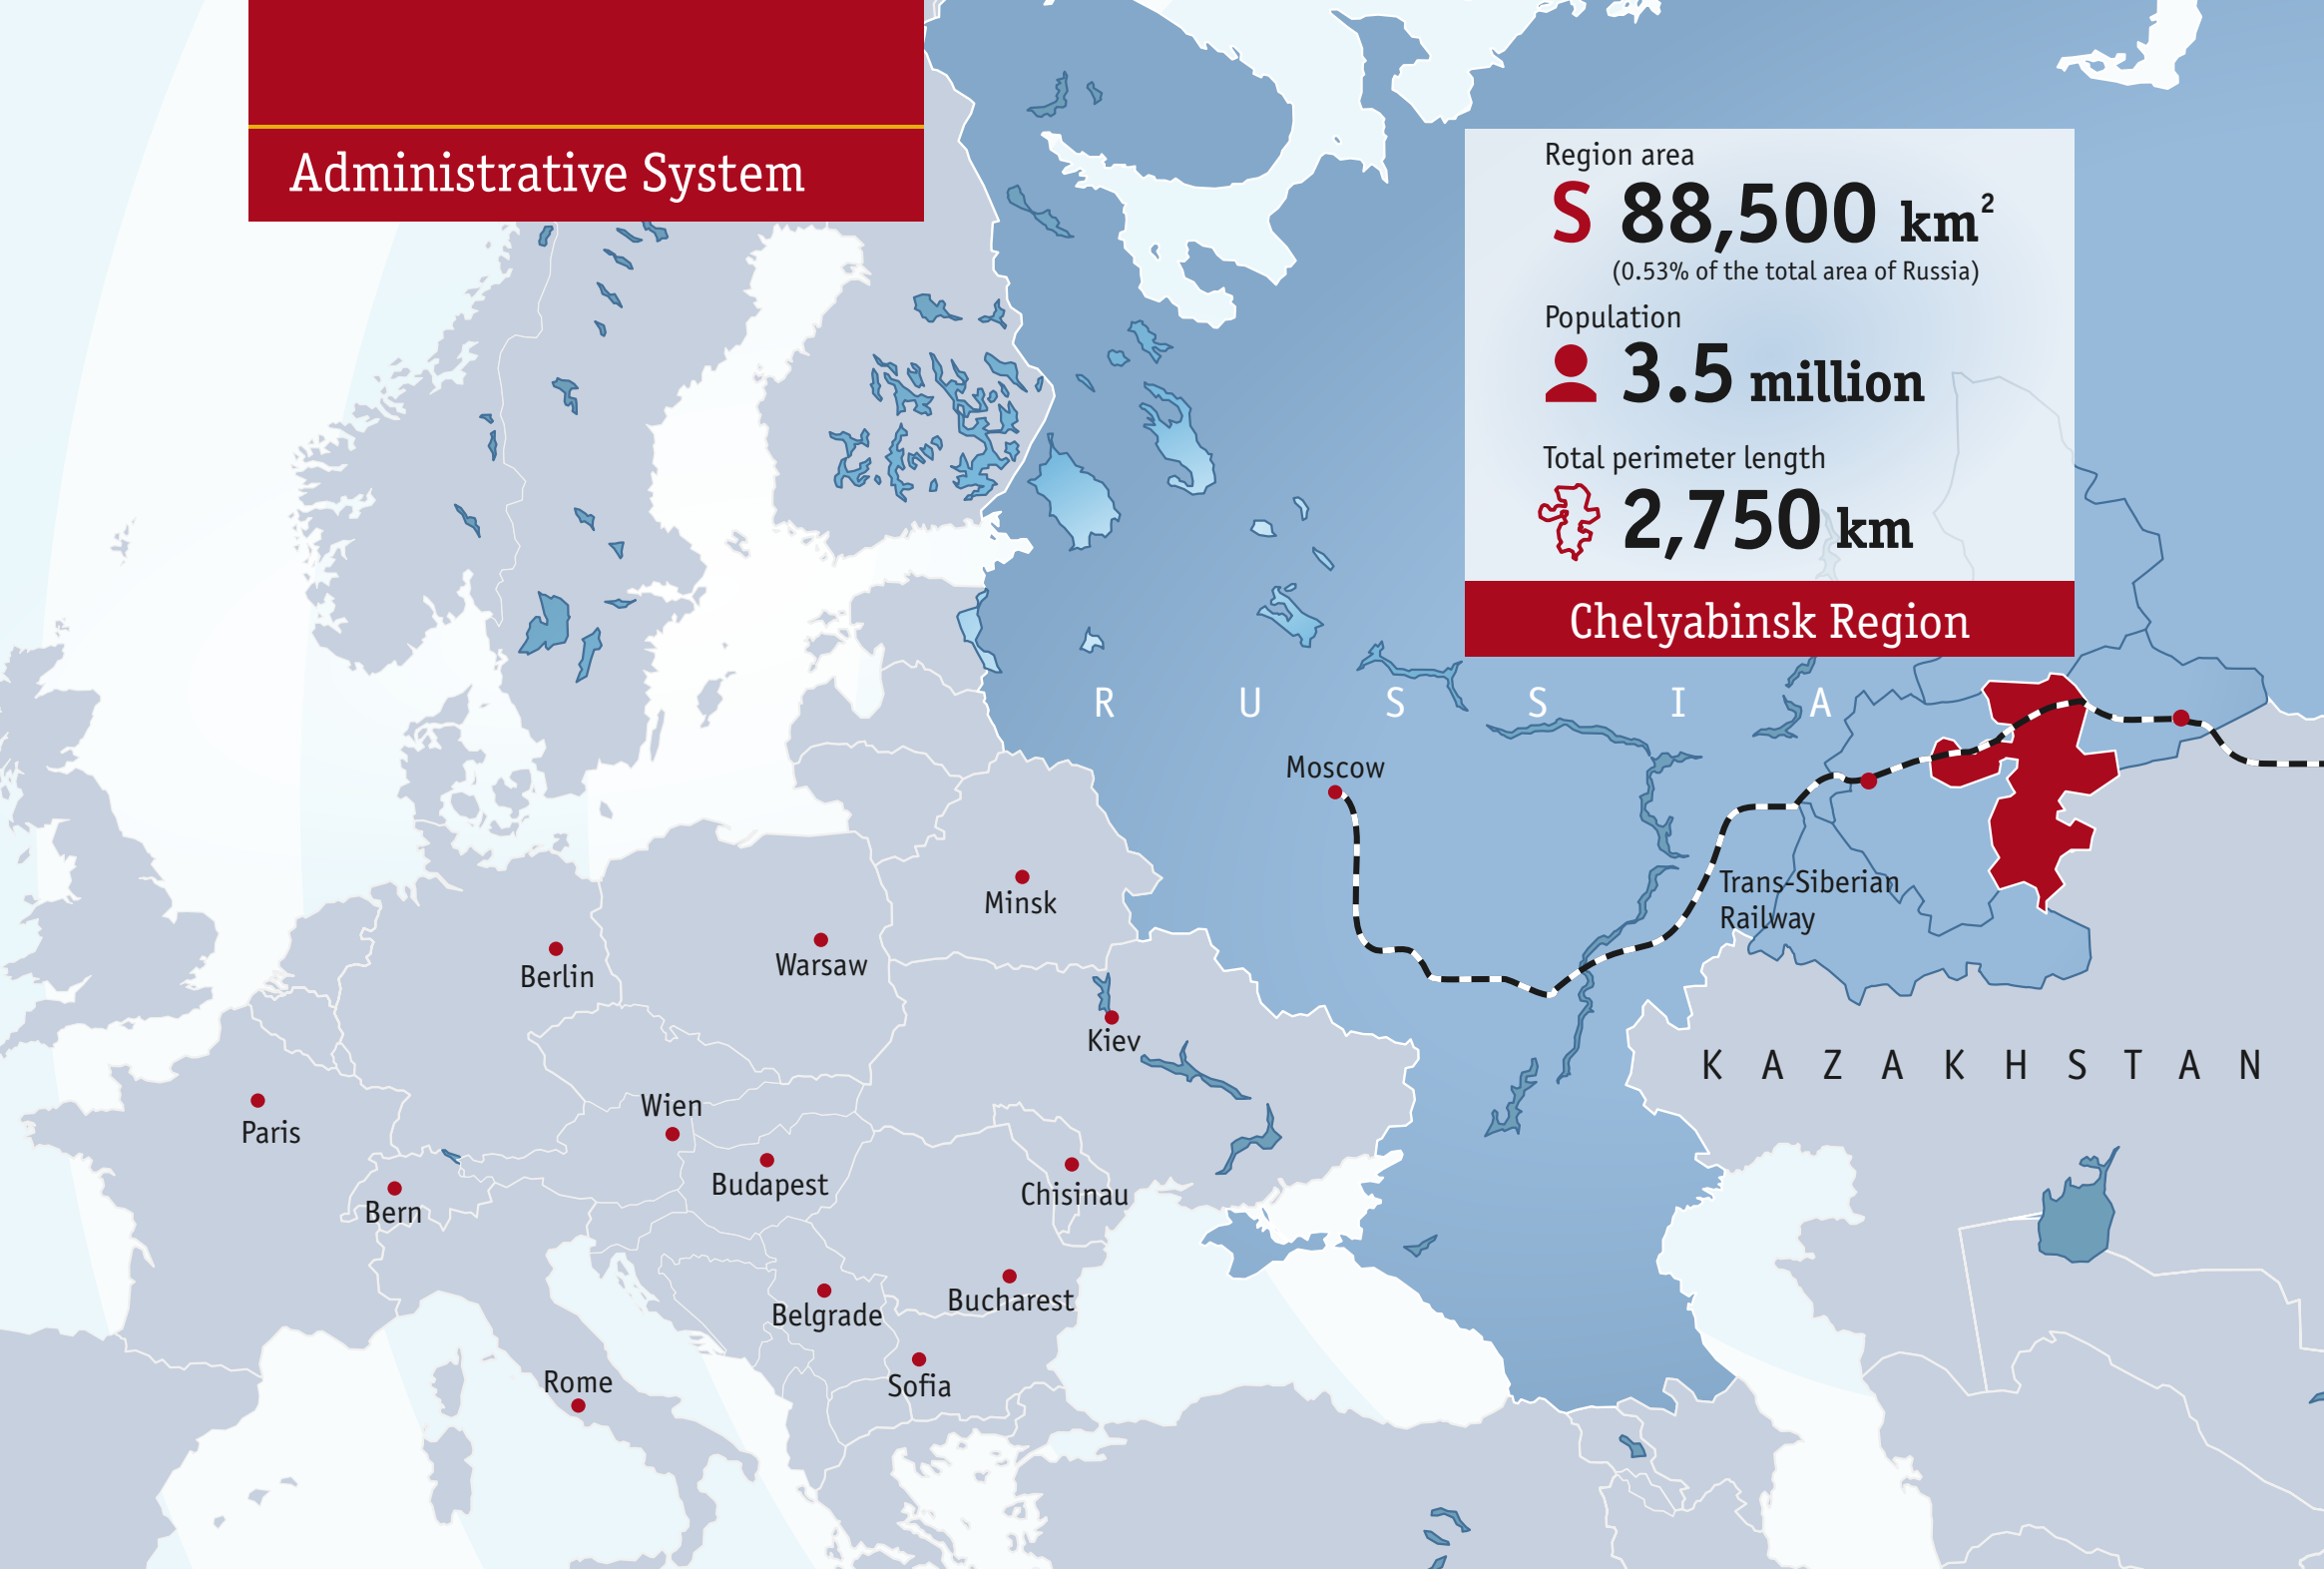 Administrative System
Region area
S 88,500 km²
(0.53% of the total area of Russia)
Population
3.5 million
Total perimeter length
2,750 km
Chelyabinsk Region
RUSSIA
Moscow
Trans-Siberian
Railway
Minsk
Warsaw
Berlin
Kiev
KAZAKHSTAN
Paris
Wien
Budapest
Chisinau
Bern
Belgrade
Bucharest
Rome
Sofia